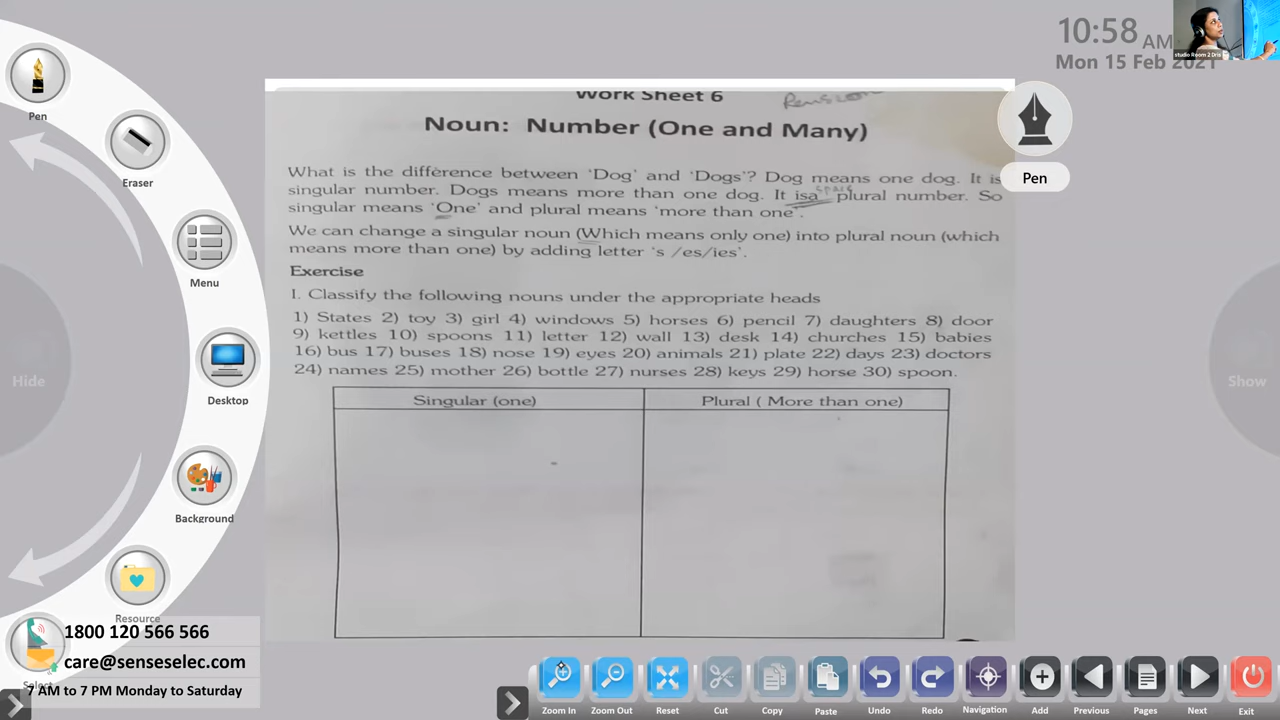 10:58 AM
Mon 15 Feb 2021
studio Room 2 Dris
Pen
Eraser
Menu
Desktop
Background
Resource
Select
Hide
Show
Pen
Work Sheet 6
Revision
Noun: Number (One and Many)
What is the difference between 'Dog' and 'Dogs'? Dog means one dog. It is
singular number. Dogs means more than one dog. It isa plural number. So
space
singular means 'One' and plural means 'more than one'.
We can change a singular noun (Which means only one) into plural noun (which
means more than one) by adding letter 's /es/ies'.
Exercise
I. Classify the following nouns under the appropriate heads
1) States 2) toy 3) girl 4) windows 5) horses 6) pencil 7) daughters 8) door
9) kettles 10) spoons 11) letter 12) wall 13) desk 14) churches 15) babies
16) bus 17) buses 18) nose 19) eyes 20) animals 21) plate 22) days 23) doctors
24) names 25) mother 26) bottle 27) nurses 28) keys 29) horse 30) spoon.
Singular (one) Plural ( More than one)
1800 120 566 566
care@senseselec.com
7 AM to 7 PM Monday to Saturday
Zoom In Zoom Out Reset Cut Copy Paste Undo Redo Navigation Add Previous Pages Next Exit